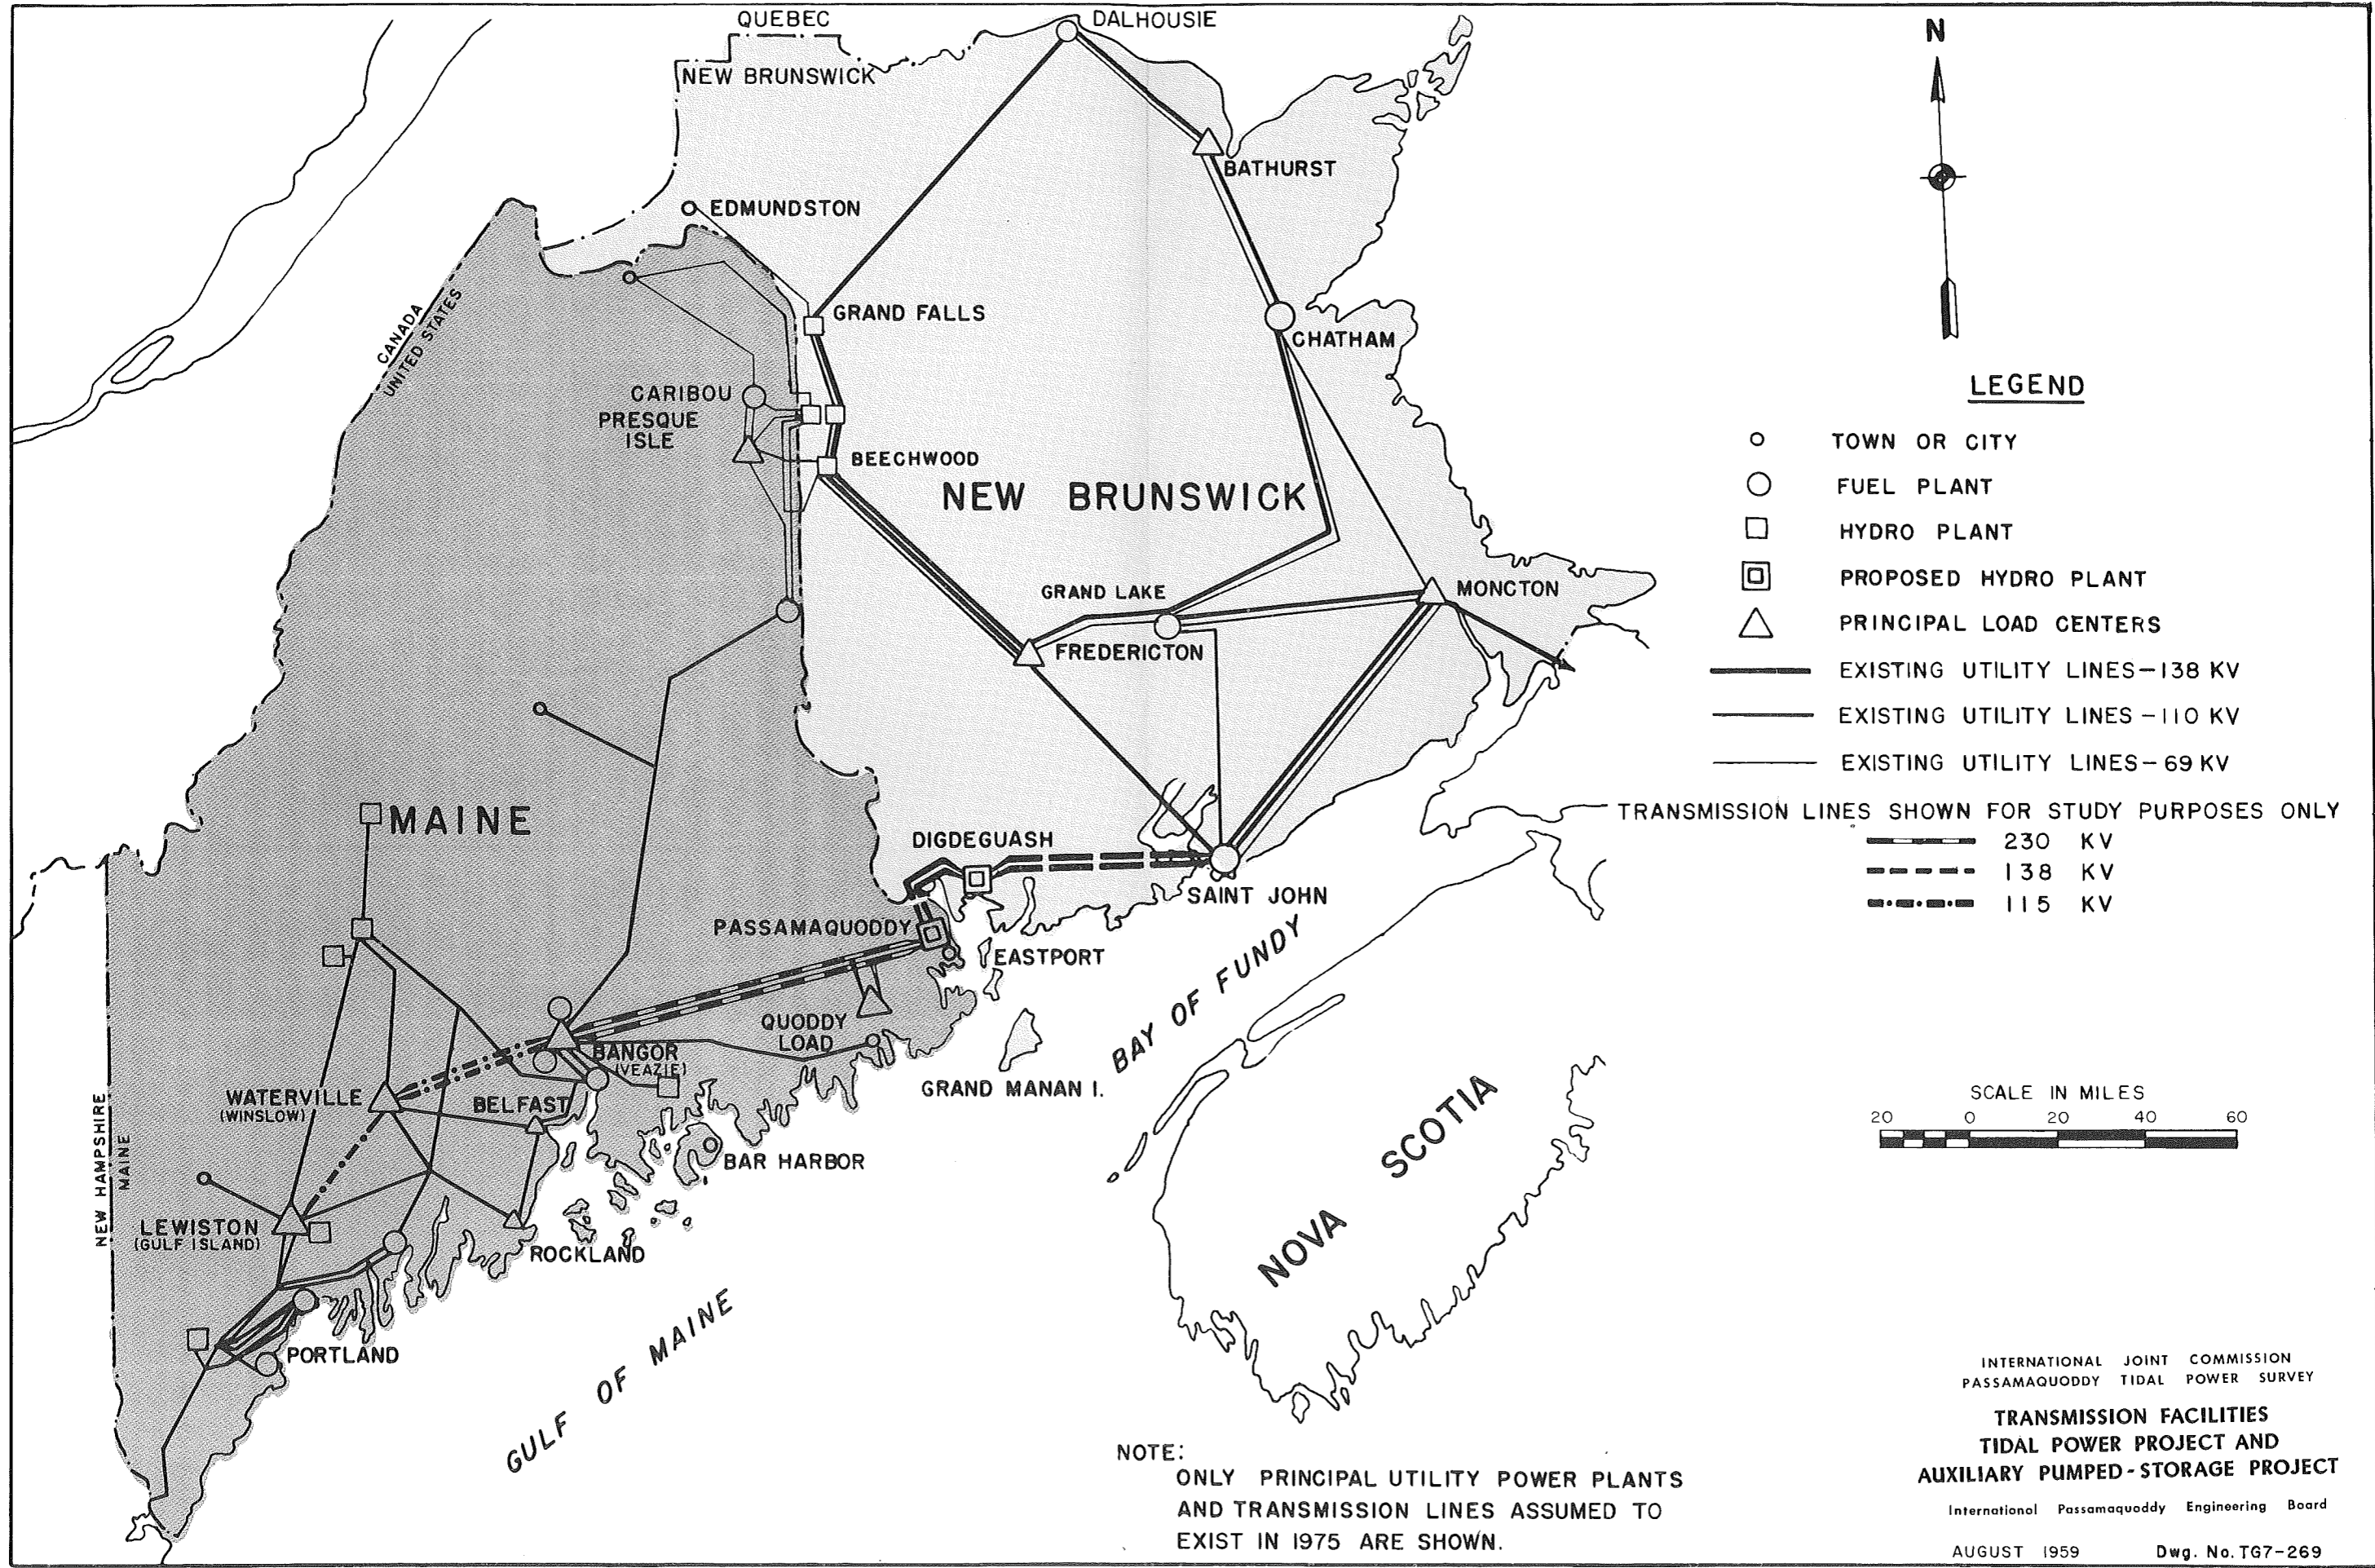 QUEBEC
DALHOUSIE
NEW BRUNSWICK
BATHURST
EDMUNDSTON
GRAND FALLS
CHATHAM
CANADA
UNITED STATES
CARIBOU
PRESQUE
ISLE
BEECHWOOD
NEW BRUNSWICK
GRAND LAKE
MONCTON
FREDERICTON
MAINE
DIGDEGUASH
SAINT JOHN
PASSAMAQUODDY
EASTPORT
QUODDY
LOAD
BANGOR
(VEAZIE)
GRAND MANAN I.
BAY OF FUNDY
WATERVILLE
(WINSLOW)
BELFAST
NEW HAMPSHIRE
MAINE
BAR HARBOR
LEWISTON
(GULF ISLAND)
ROCKLAND
PORTLAND
GULF OF MAINE
NOVA SCOTIA
N
LEGEND
TOWN OR CITY
FUEL PLANT
HYDRO PLANT
PROPOSED HYDRO PLANT
PRINCIPAL LOAD CENTERS
EXISTING UTILITY LINES-138 KV
EXISTING UTILITY LINES-110 KV
EXISTING UTILITY LINES-69 KV
TRANSMISSION LINES SHOWN FOR STUDY PURPOSES ONLY
230 KV
138 KV
115 KV
SCALE IN MILES
20 0 20 40 60
NOTE:
ONLY PRINCIPAL UTILITY POWER PLANTS
AND TRANSMISSION LINES ASSUMED TO
EXIST IN 1975 ARE SHOWN.
INTERNATIONAL JOINT COMMISSION
PASSAMAQUODDY TIDAL POWER SURVEY
TRANSMISSION FACILITIES
TIDAL POWER PROJECT AND
AUXILIARY PUMPED-STORAGE PROJECT
International Passamaquoddy Engineering Board
AUGUST 1959 Dwg. No. TG7-269